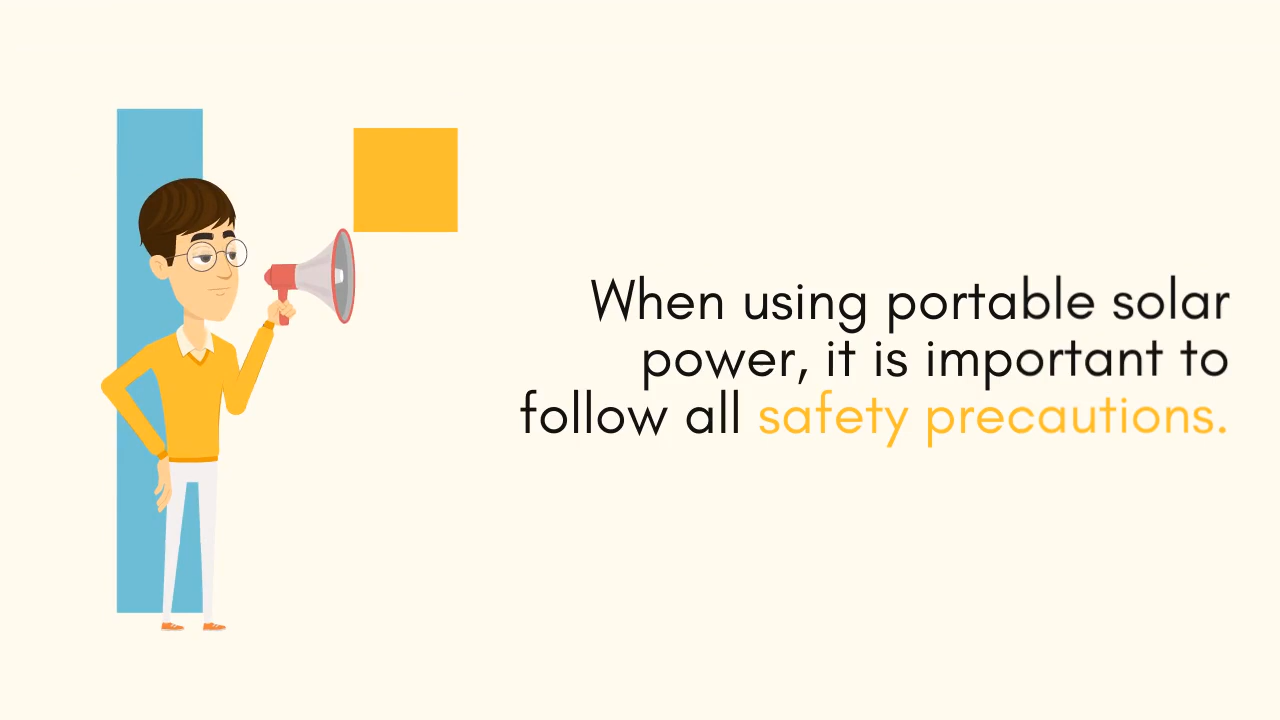 When using portable solar
power, it is important to
follow all safety precautions.